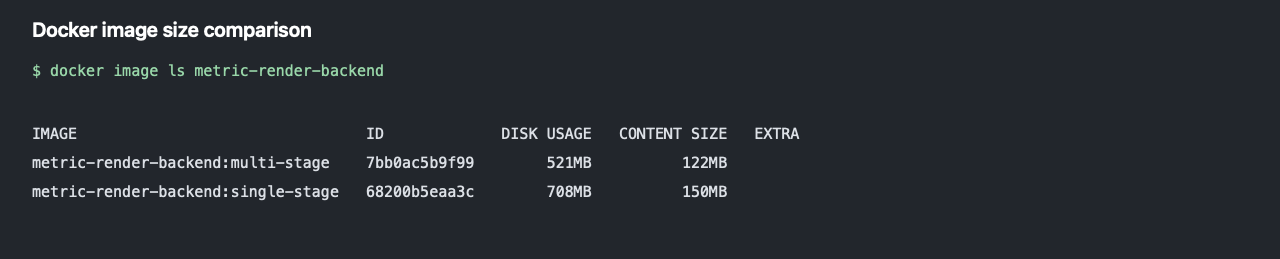 Docker image size comparison
$ docker image ls metric-render-backend
IMAGE ID DISK USAGE CONTENT SIZE EXTRA
metric-render-backend:multi-stage 7bb0ac5b9f99 521MB 122MB
metric-render-backend:single-stage 68200b5eaa3c 708MB 150MB